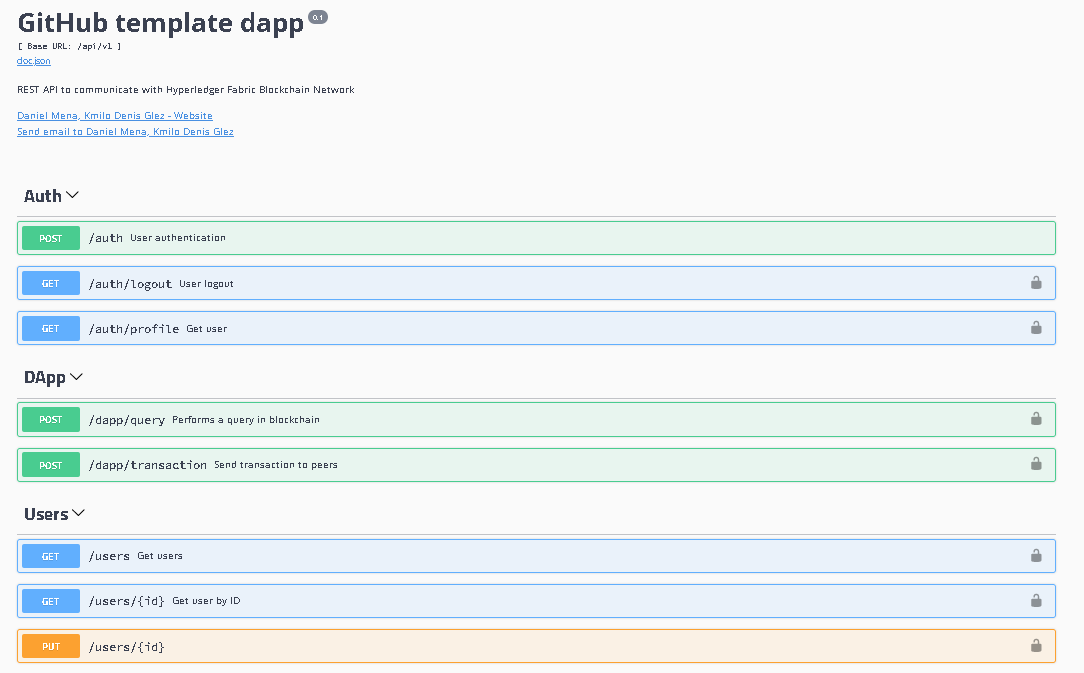 GitHub template dapp 0.1
[ Base URL: /api/v1 ]
doc.json
REST API to communicate with Hyperledger Fabric Blockchain Network
Daniel Mena, Kmilo Denis Glez - Website
Send email to Daniel Mena, Kmilo Denis Glez
Auth
POST /auth User authentication
GET /auth/logout User logout
GET /auth/profile Get user
DApp
POST /dapp/query Performs a query in blockchain
POST /dapp/transaction Send transaction to peers
Users
GET /users Get users
GET /users/{id} Get user by ID
PUT /users/{id}